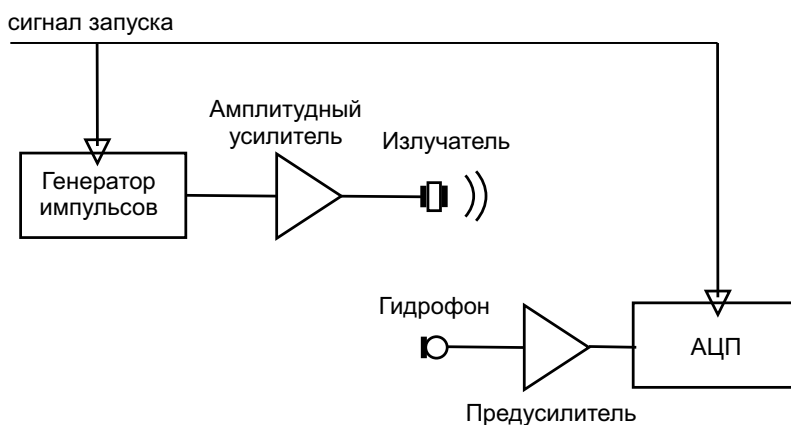 сигнал запуска
Амплитудный
усилитель
Излучатель
Генератор
импульсов
Гидрофон
АЦП
Предусилитель